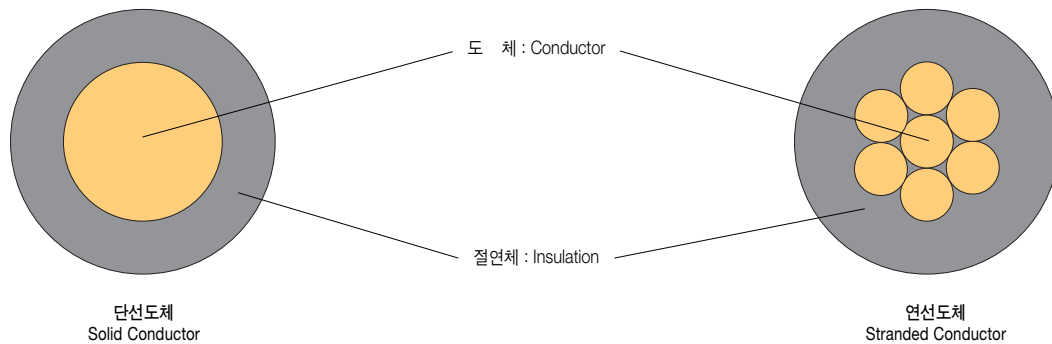 도 체 : Conductor
절연체 : Insulation
단선도체
Solid Conductor
연선도체
Stranded Conductor